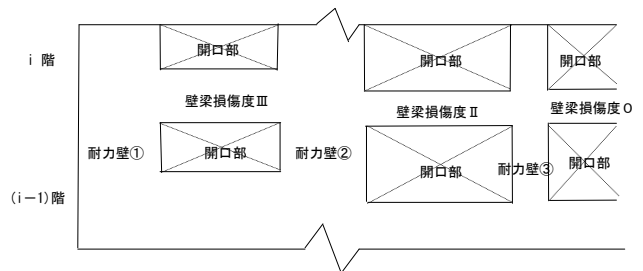 i 階
開口部
開口部
開口部
壁梁損傷度Ⅲ
壁梁損傷度Ⅱ
壁梁損傷度０
耐力壁①
開口部
耐力壁②
開口部
耐力壁③
開口部
(i－1)階